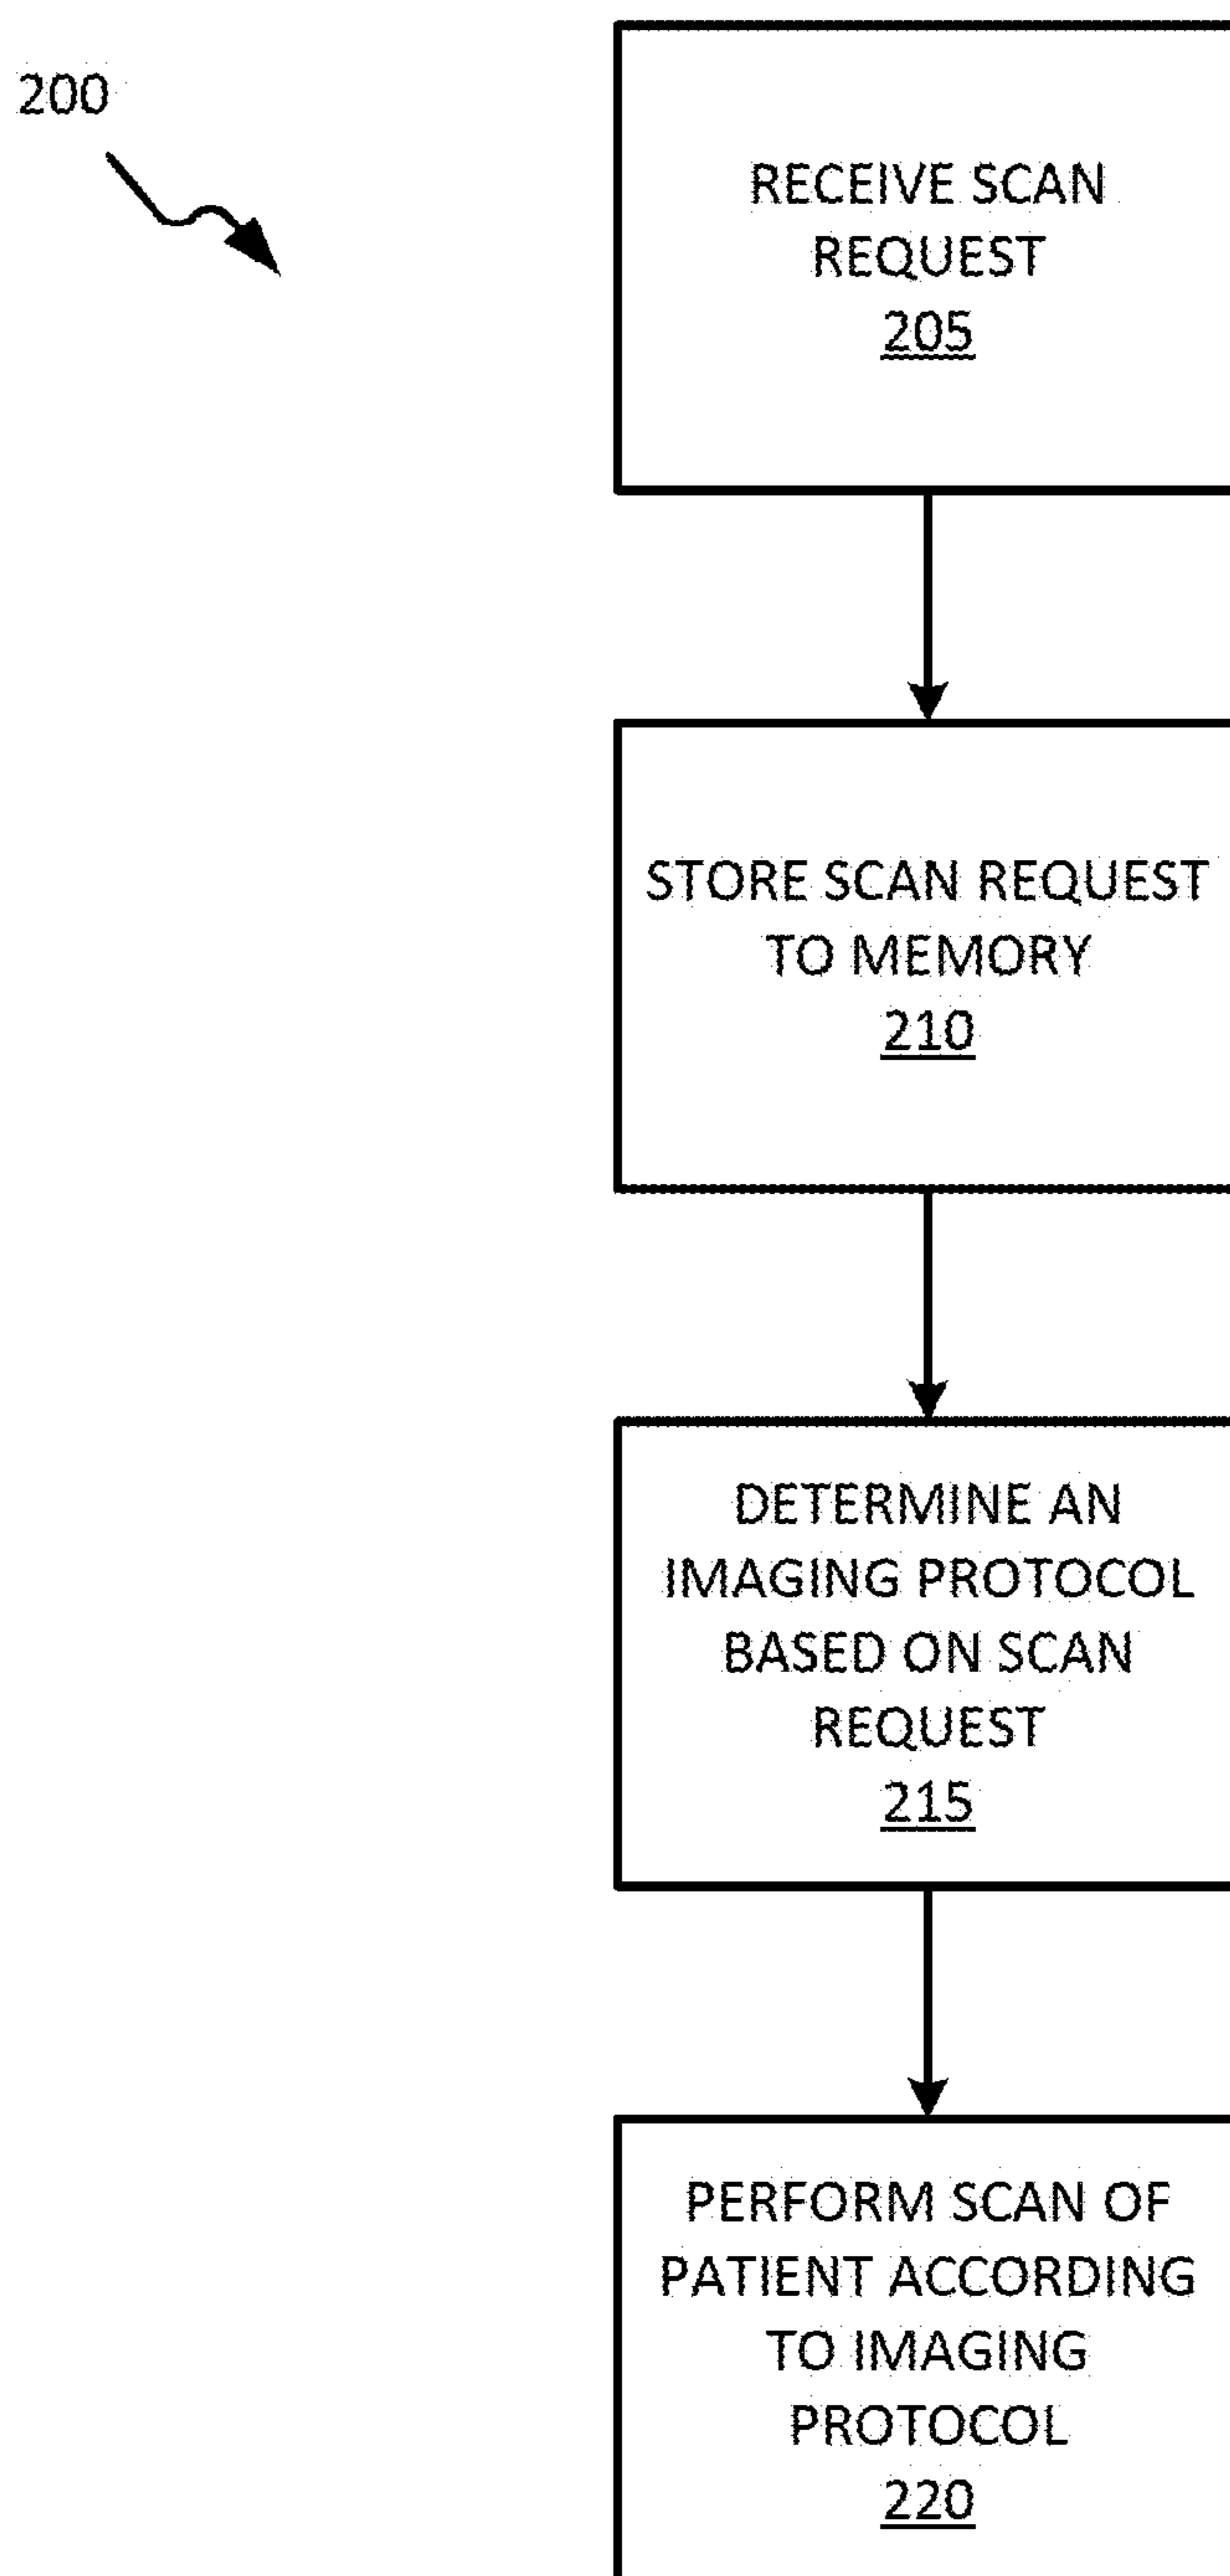 200
RECEIVE SCAN
REQUEST
205
STORE SCAN REQUEST
TO MEMORY
210
DETERMINE AN
IMAGING PROTOCOL
BASED ON SCAN
REQUEST
215
PERFORM SCAN OF
PATIENT ACCORDING
TO IMAGING
PROTOCOL
220